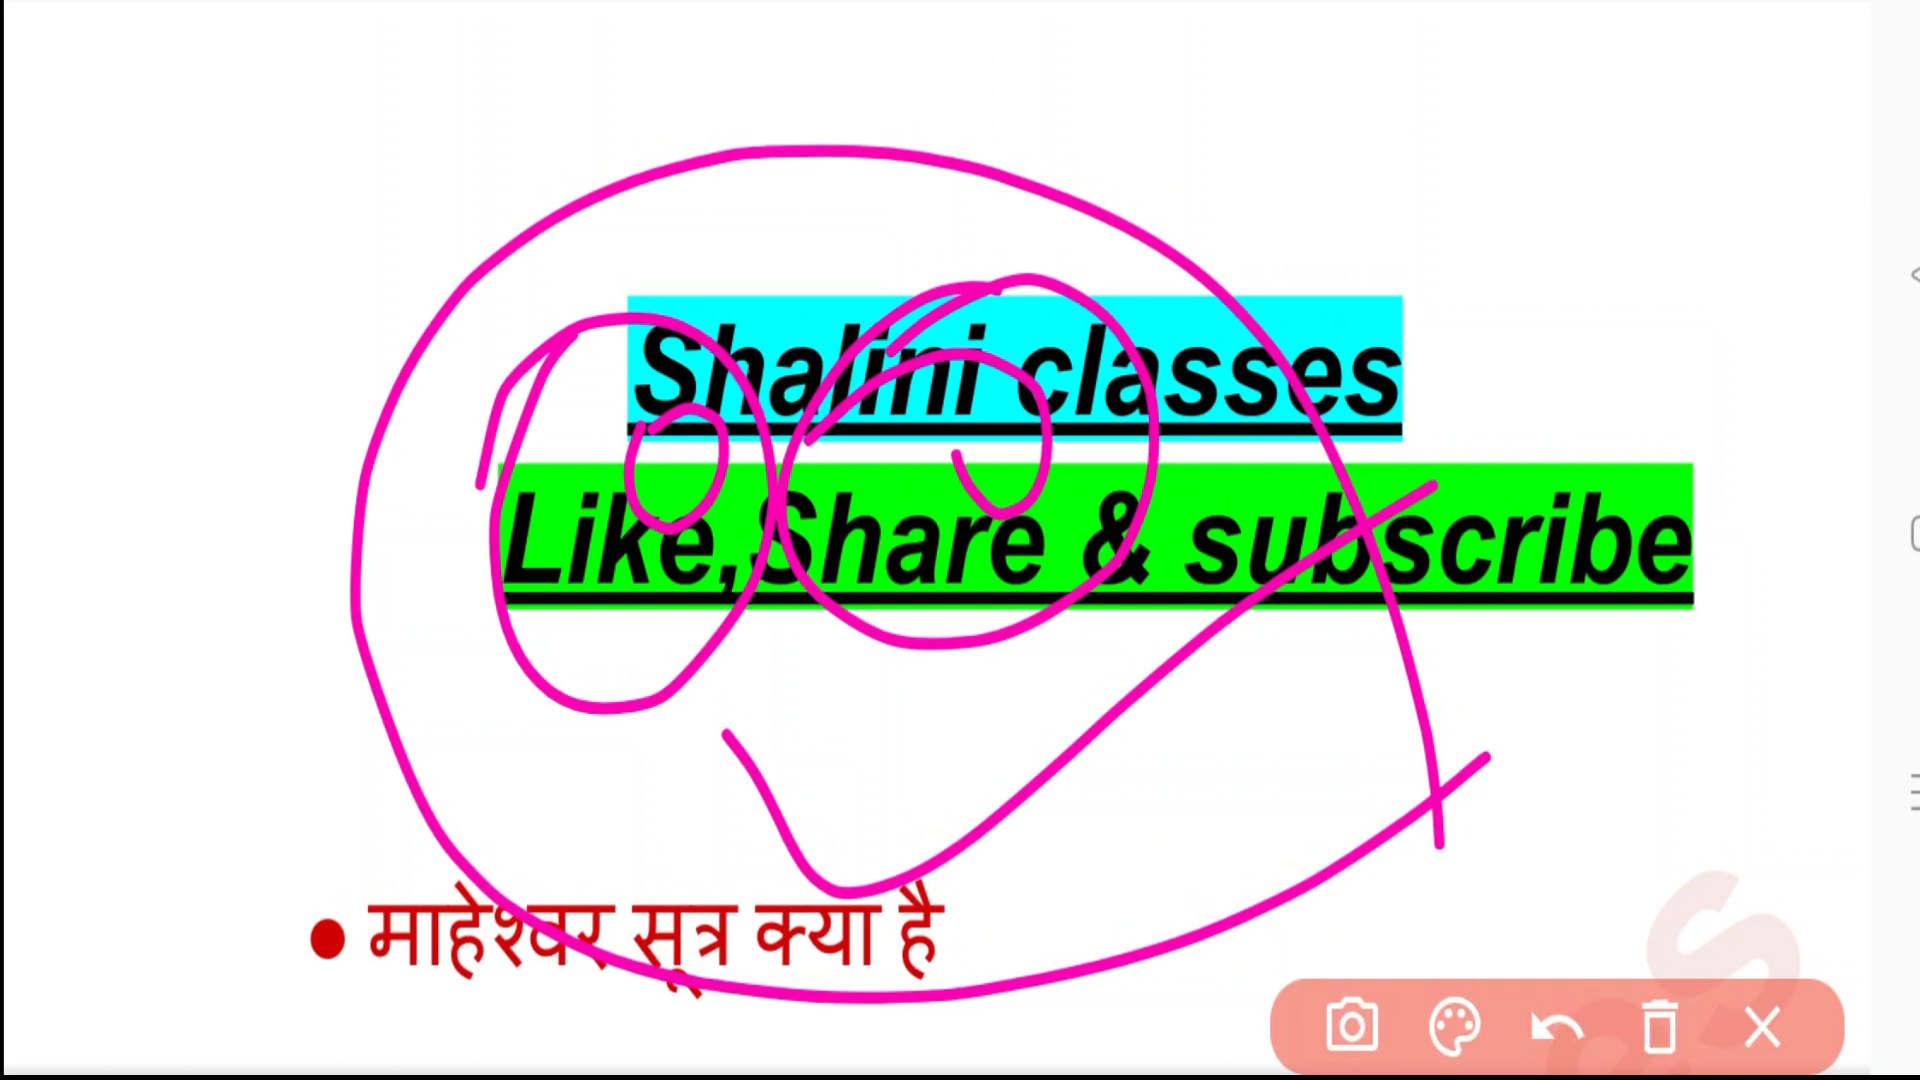 Shalini classes
Like,Share & subscribe
• माहेश्वर सूत्र क्या है